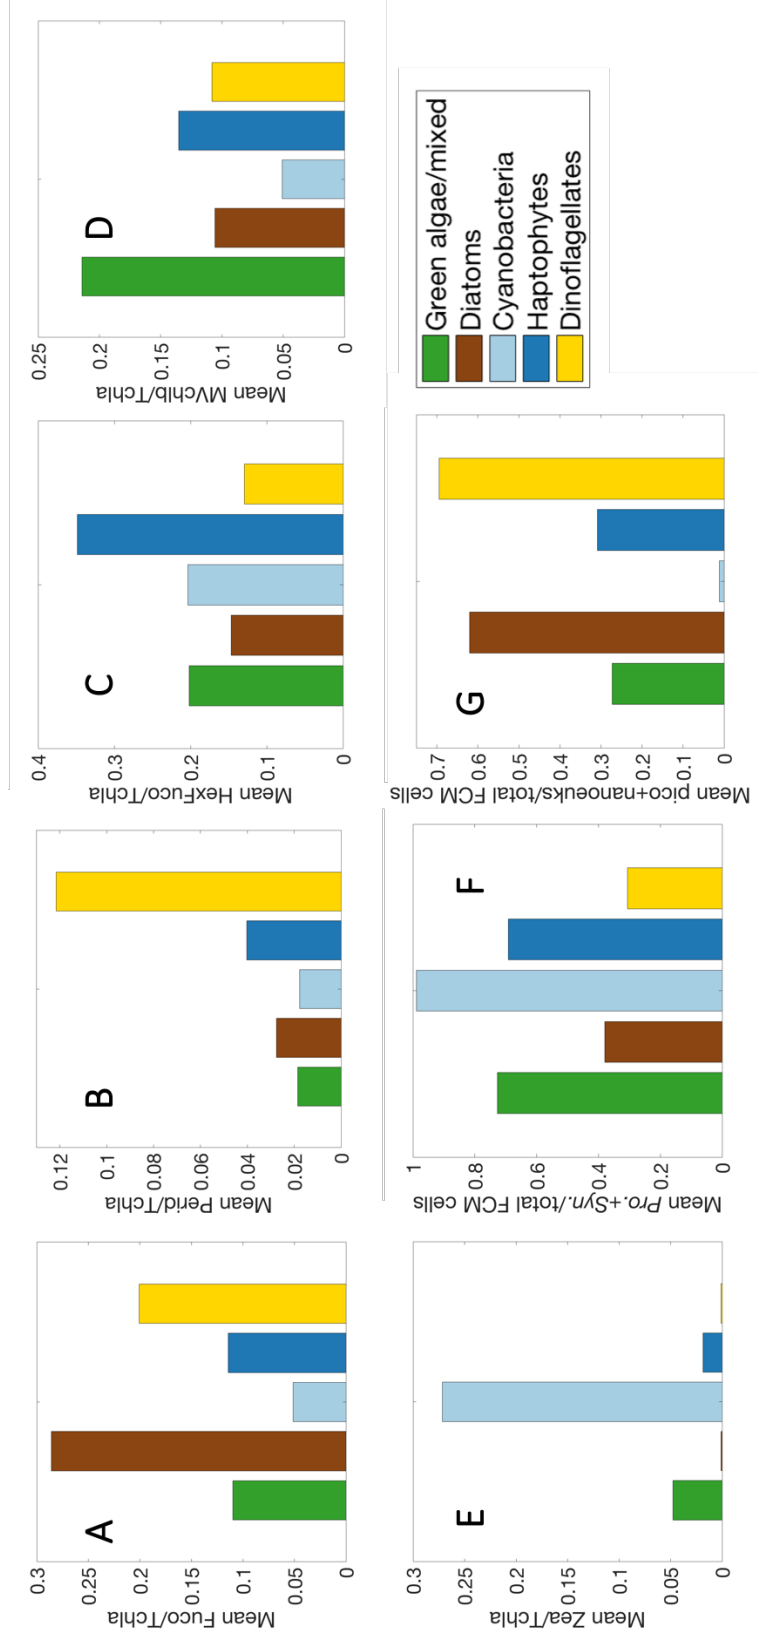 A
Mean Fuco/Tchla
0.3
0.25
0.2
0.15
0.1
0.05
0
B
Mean Perid/Tchla
0.12
0.1
0.08
0.06
0.04
0.02
0
C
Mean HexFuco/Tchla
0.4
0.3
0.2
0.1
0
D
Mean MVchlb/Tchla
0.25
0.2
0.15
0.1
0.05
0
E
Mean Zea/Tchla
0.3
0.25
0.2
0.15
0.1
0.05
0
F
Mean Pro.+Syn./total FCM cells
1
0.8
0.6
0.4
0.2
0
G
Mean pico+nanoeuks/total FCM cells
0.7
0.6
0.5
0.4
0.3
0.2
0.1
0
Green algae/mixed
Diatoms
Cyanobacteria
Haptophytes
Dinoflagellates